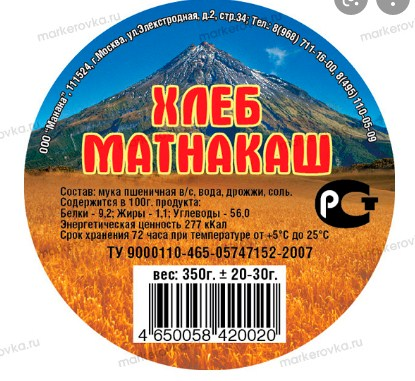 ООО "Манана", 111524, г.Москва, ул.Электродная, д.2, стр.34; Тел.: 8(968) 711-16-00, 8(495) 110-05-09
ХЛЕБ
МАТНАКАШ
Состав: мука пшеничная в/с, вода, дрожжи, соль.
Содержится в 100г. продукта:
Белки - 9,2; Жиры - 1,1; Углеводы - 56,0
Энергетическая ценность 277 кКал
Срок хранения 72 часа при температуре от +5°С до 25°С
РСТ
ТУ 9000110-465-05747152-2007
вес: 350г. ± 20-30г.
4 650058 420020
markerovka.ru